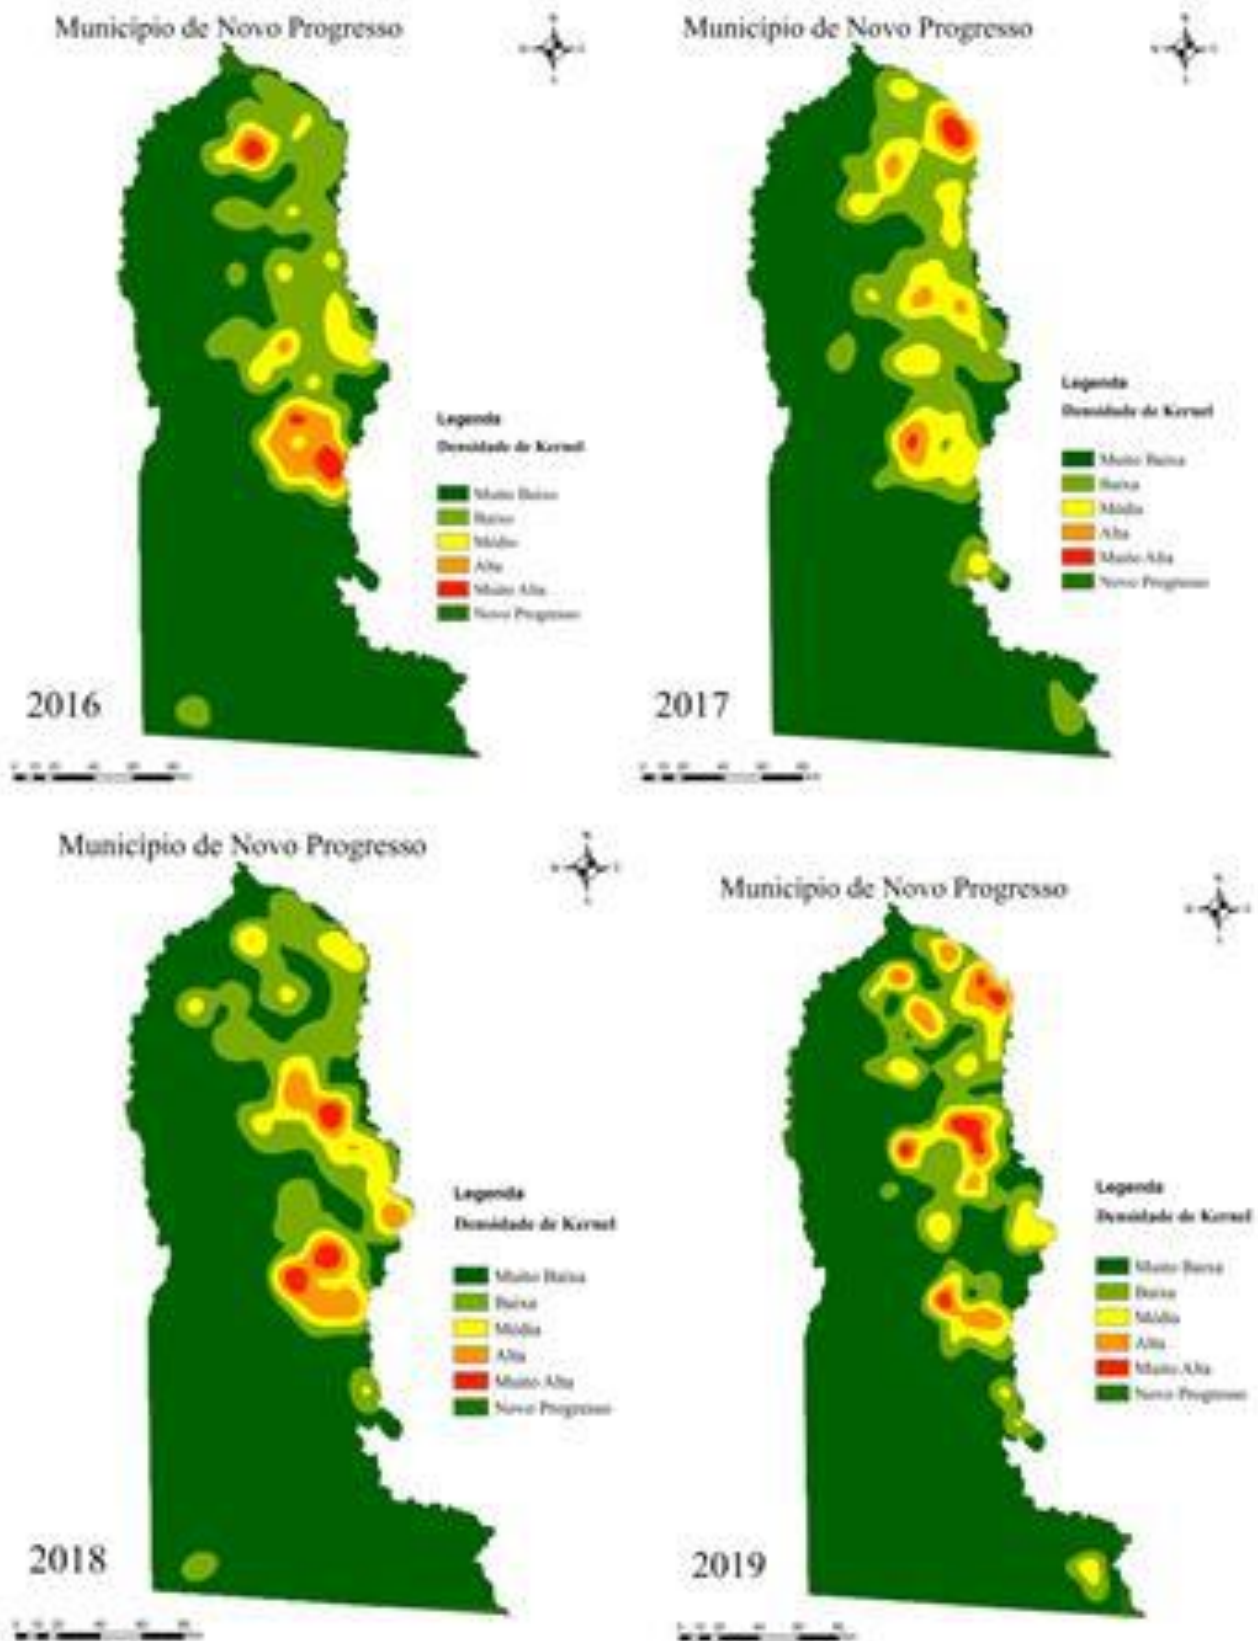 Município de Novo Progresso
Legenda
Densidade de Kernel
Muito Baixo
Baixo
Médio
Alta
Muito Alta
Novo Progresso
2016
Município de Novo Progresso
Legenda
Densidade de Kernel
Muito Baixa
Baixa
Média
Alta
Muito Alta
Novo Progresso
2017
Município de Novo Progresso
Legenda
Densidade de Kernel
Muito Baixa
Baixa
Média
Alta
Muito Alta
Novo Progresso
2018
Município de Novo Progresso
Legenda
Densidade de Kernel
Muito Baixa
Baixa
Média
Alta
Muito Alta
Novo Progresso
2019